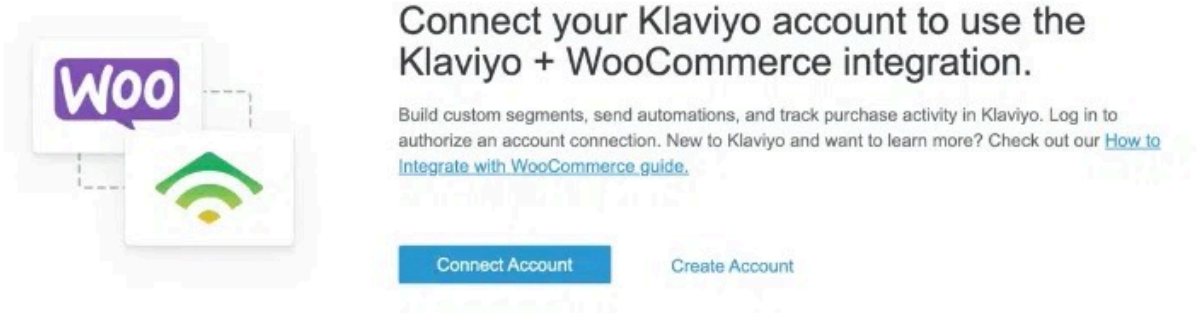 Woo
Connect your Klaviyo account to use the
Klaviyo + WooCommerce integration.
Build custom segments, send automations, and track purchase activity in Klaviyo. Log in to
authorize an account connection. New to Klaviyo and want to learn more? Check out our How to
Integrate with WooCommerce guide.
Connect Account
Create Account